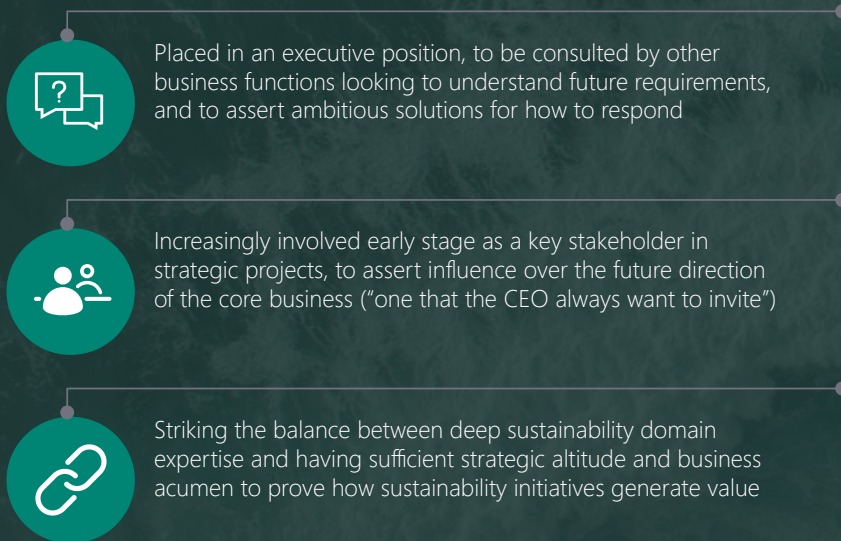 ?
Placed in an executive position, to be consulted by other
business functions looking to understand future requirements,
and to assert ambitious solutions for how to respond
Increasingly involved early stage as a key stakeholder in
strategic projects, to assert influence over the future direction
of the core business (“one that the CEO always want to invite”)
Striking the balance between deep sustainability domain
expertise and having sufficient strategic altitude and business
acumen to prove how sustainability initiatives generate value